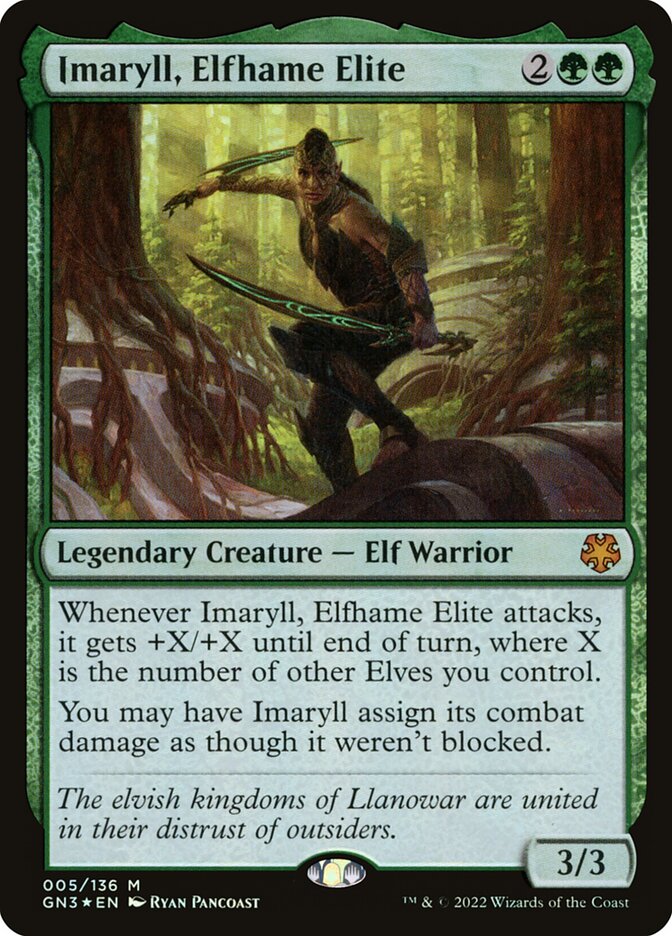 Imaryll, Elfhame Elite 2
Legendary Creature — Elf Warrior
Whenever Imaryll, Elfhame Elite attacks,
it gets +X/+X until end of turn, where X
is the number of other Elves you control.
You may have Imaryll assign its combat
damage as though it weren't blocked.
The elvish kingdoms of Llanowar are united
in their distrust of outsiders.
3/3
005/136 M
GN3★EN Ryan Pancoast ™ & © 2022 Wizards of the Coast